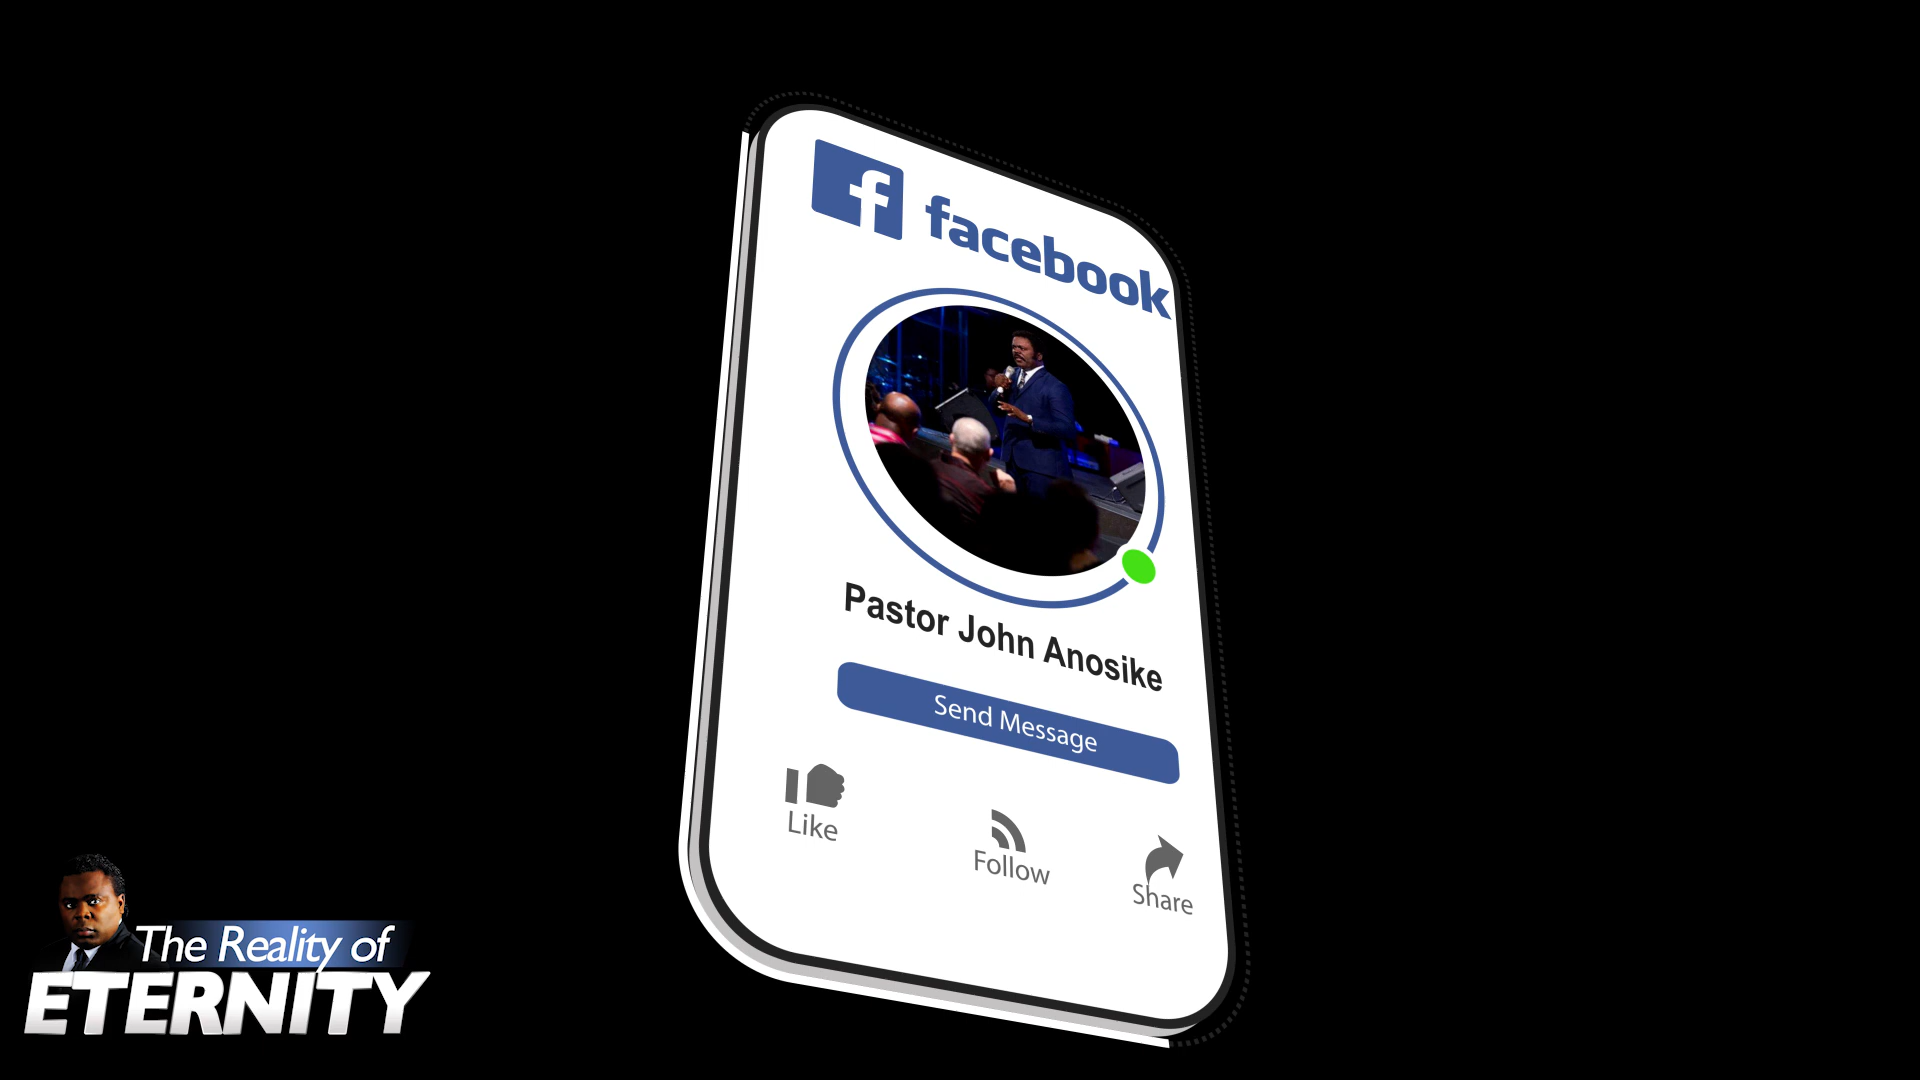 facebook
Pastor John Anosike
Send Message
Like
Follow
Share
The Reality of
ETERNITY